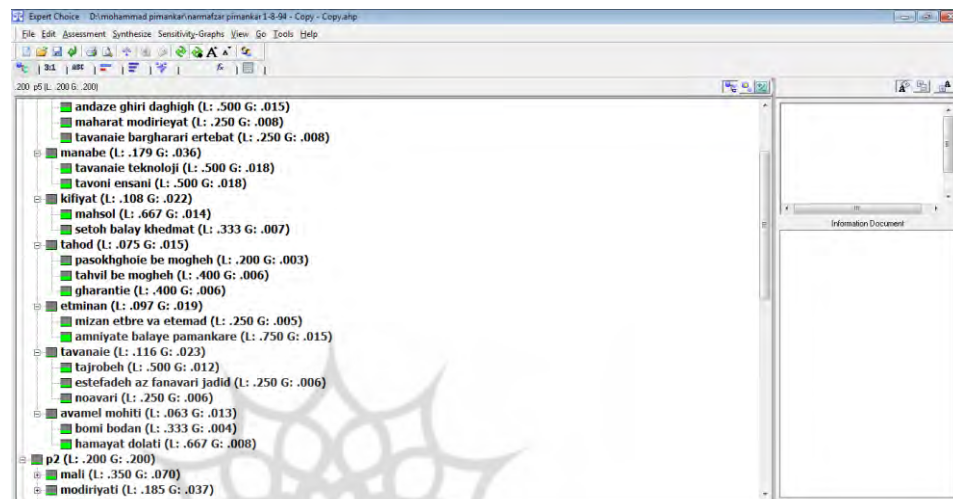 Expert Choice D:\mohammad pimankar\narmafzar pimankar 1-8-94 - Copy - Copy.ahp
File Edit Assessment Synthesize Sensitivity-Graphs View Go Tools Help
3:1 ABC
.200 p5 (L: .200 G: .200)
andaze ghiri daghigh (L: .500 G: .015)
maharat modirieyat (L: .250 G: .008)
tavanaie bargharari ertebat (L: .250 G: .008)
manabe (L: .179 G: .036)
tavanaie teknoloji (L: .500 G: .018)
tavoni ensani (L: .500 G: .018)
kifiyat (L: .108 G: .022)
mahsol (L: .667 G: .014)
setoh balay khedmat (L: .333 G: .007)
tahod (L: .075 G: .015)
pasokhghoie be mogheh (L: .200 G: .003)
tahvil be mogheh (L: .400 G: .006)
gharantie (L: .400 G: .006)
etminan (L: .097 G: .019)
mizan etbre va etemad (L: .250 G: .005)
amniyate balaye pamankare (L: .750 G: .015)
tavanaie (L: .116 G: .023)
tajrobeh (L: .500 G: .012)
estefadeh az fanavari jadid (L: .250 G: .006)
noavari (L: .250 G: .006)
avamel mohiti (L: .063 G: .013)
bomi bodan (L: .333 G: .004)
hamayat dolati (L: .667 G: .008)
p2 (L: .200 G: .200)
mali (L: .350 G: .070)
modiriyati (L: .185 G: .037)
Information Document